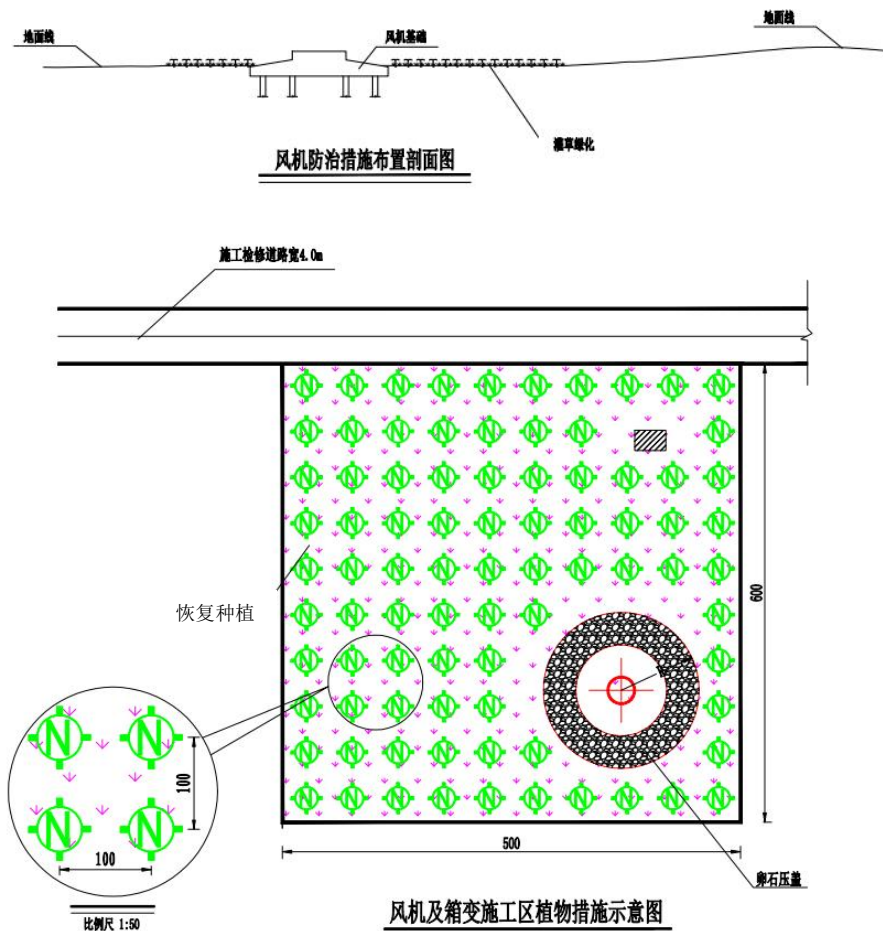 地面线
风机基础
地面线
灌草绿化
风机防治措施布置剖面图
施工检修道路宽4.0m
恢复种植
600
100
100
500
比例尺 1:50
卵石压盖
风机及箱变施工区植物措施示意图